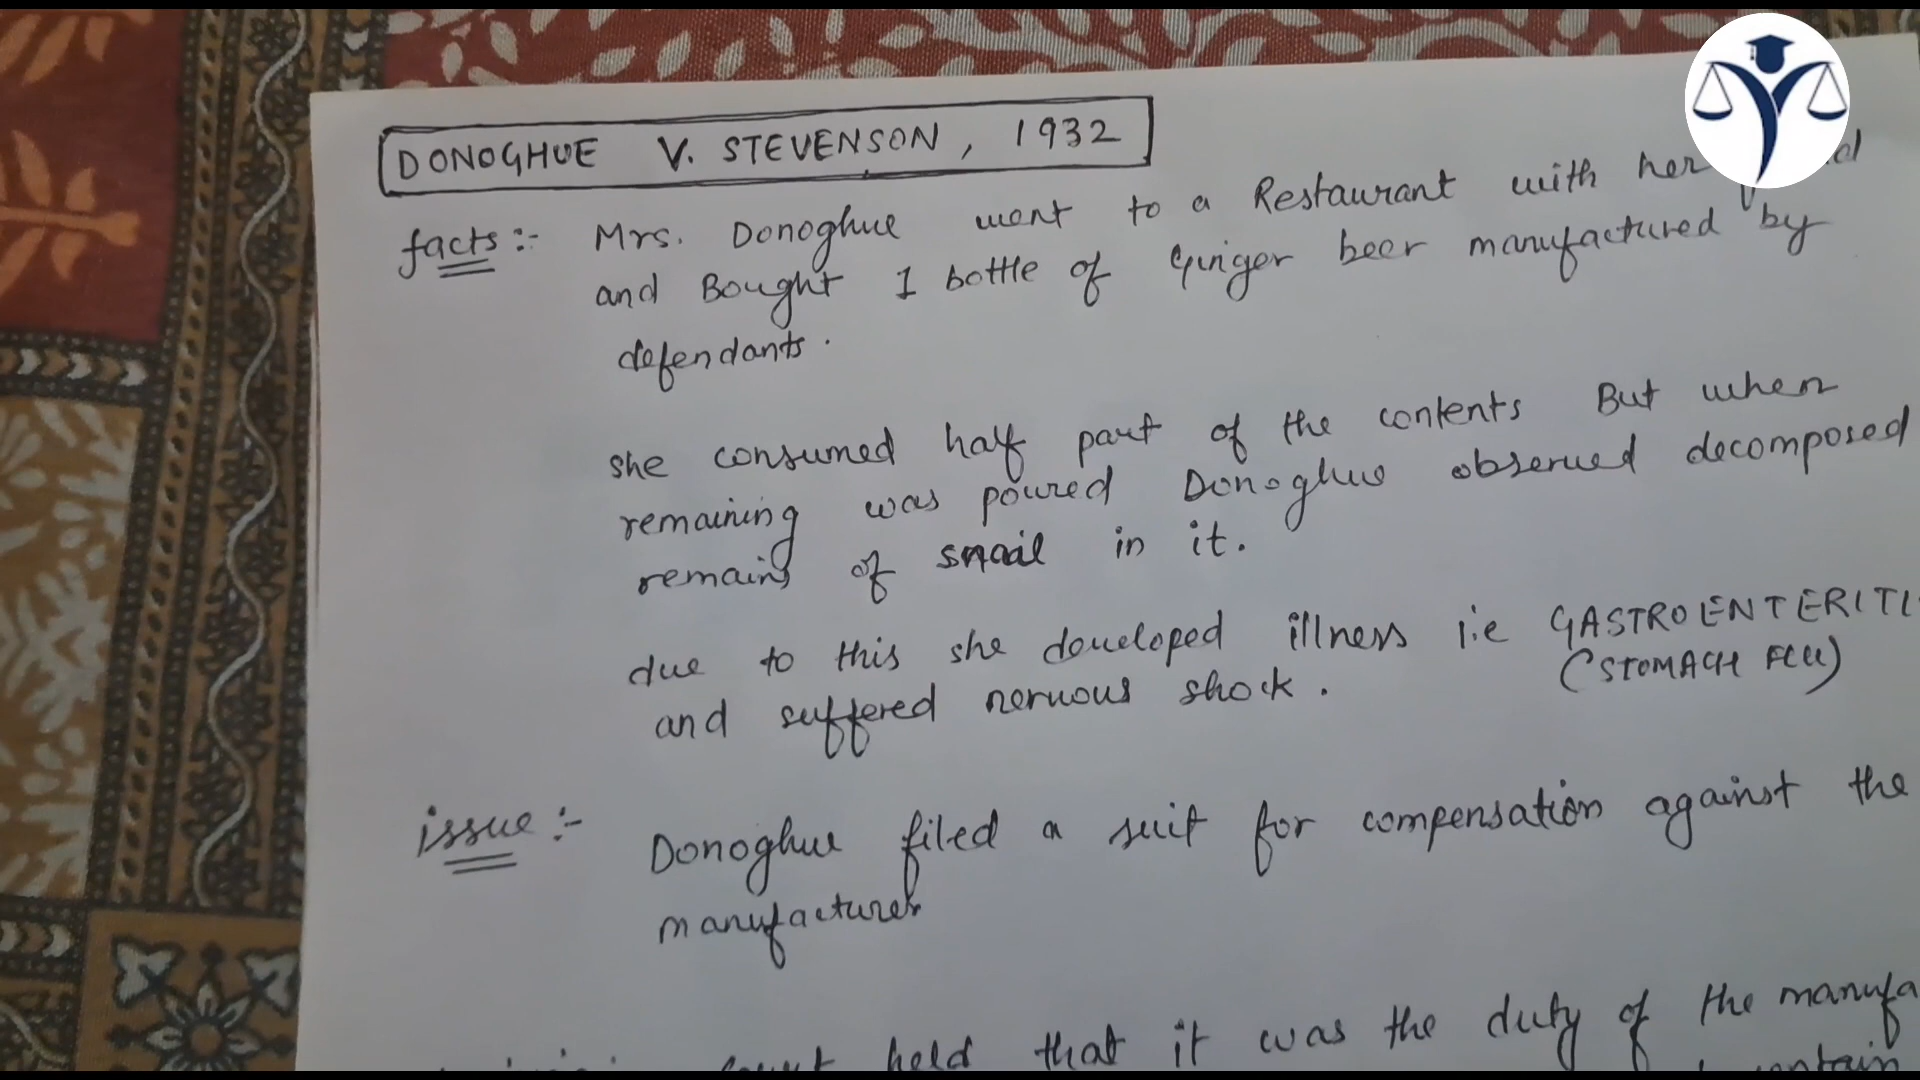 DONOGHUE V. STEVENSON, 1932
facts:- Mrs. Donoghue went to a Restaurant with her
and Bought 1 bottle of Ginger beer manufactured by
defendants.
she consumed half part of the contents But when
remaining was poured Donoghue observed decomposed
remains of snail in it.
due to this she developed illness i.e GASTROENTERITI
(STOMACH FLU)
and suffered nervous shock.
issue:- Donoghue filed a suit for compensation against the
manufacturer
held that it was the duty of the manufa